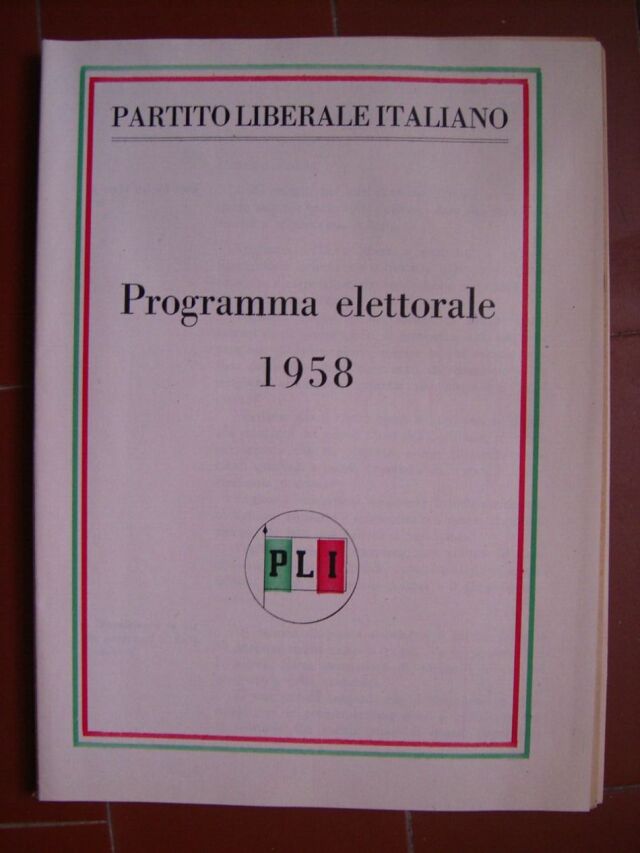 PARTITO LIBERALE ITALIANO
Programma elettorale
1958
PLI